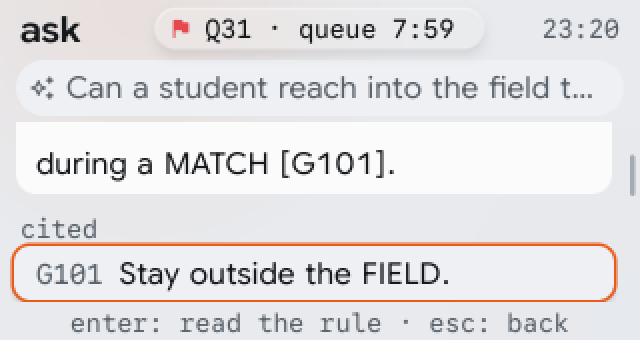 ask
Q31 · queue 7:59
23:20
Can a student reach into the field t...
during a MATCH [G101].
cited
G101 Stay outside the FIELD.
enter: read the rule · esc: back